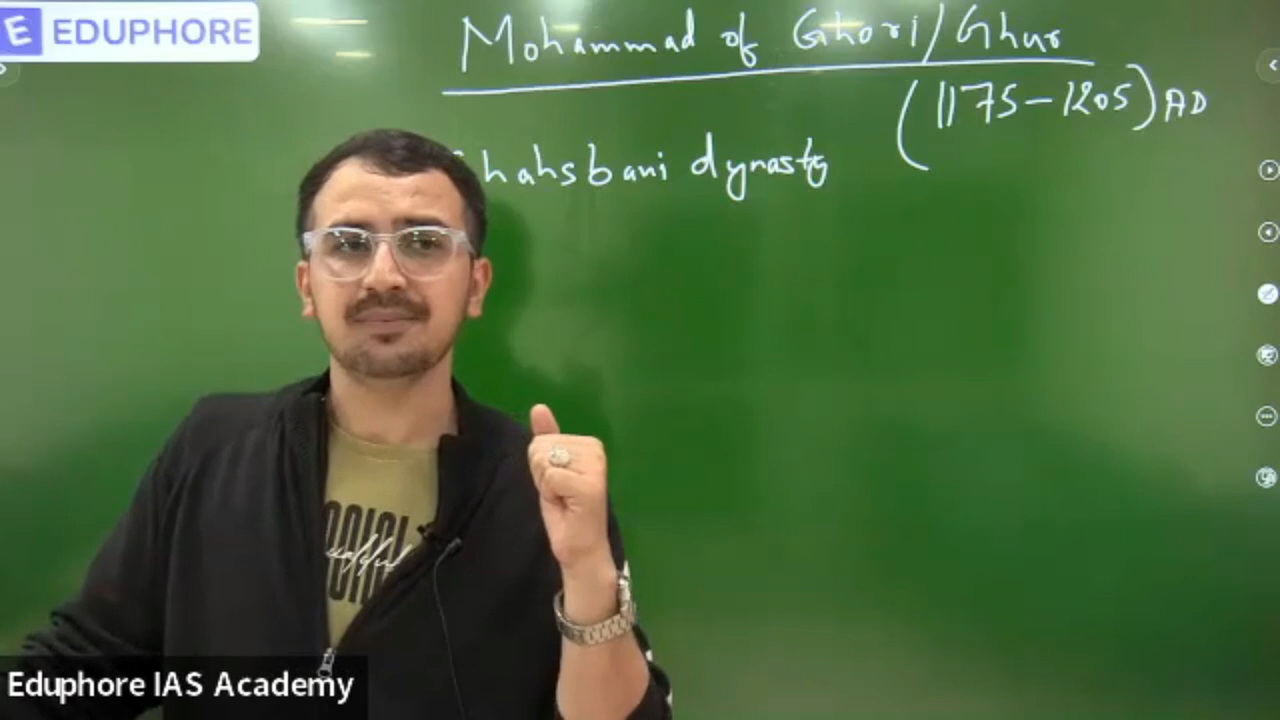 E EDUPHORE
Mohammad of Ghori/Ghur
(1175-1205) AD
hahsbani dynasty
Eduphore IAS Academy